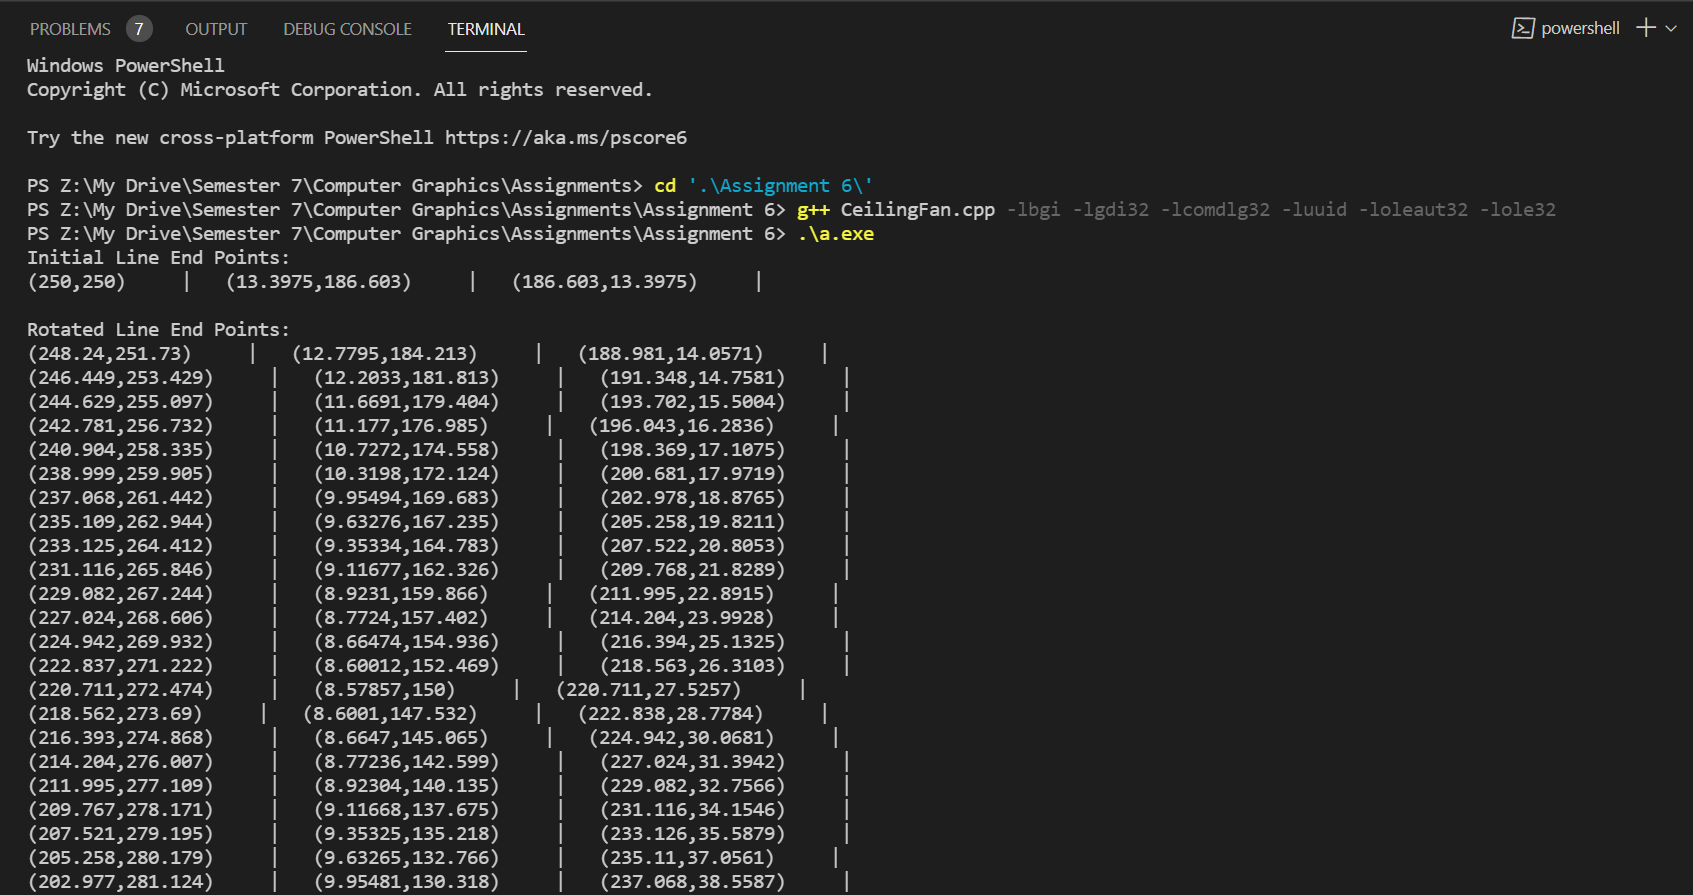 PROBLEMS 7 OUTPUT DEBUG CONSOLE TERMINAL powershell
Windows PowerShell
Copyright (C) Microsoft Corporation. All rights reserved.
Try the new cross-platform PowerShell https://aka.ms/pscore6
PS Z:\My Drive\Semester 7\Computer Graphics\Assignments> cd '.\Assignment 6\'
PS Z:\My Drive\Semester 7\Computer Graphics\Assignments\Assignment 6> g++ CeilingFan.cpp -lbgi -lgdi32 -lcomdlg32 -luuid -loleaut32 -lole32
PS Z:\My Drive\Semester 7\Computer Graphics\Assignments\Assignment 6> .\a.exe
Initial Line End Points:
(250,250) | (13.3975,186.603) | (186.603,13.3975) |
Rotated Line End Points:
(248.24,251.73) | (12.7795,184.213) | (188.981,14.0571) |
(246.449,253.429) | (12.2033,181.813) | (191.348,14.7581) |
(244.629,255.097) | (11.6691,179.404) | (193.702,15.5004) |
(242.781,256.732) | (11.177,176.985) | (196.043,16.2836) |
(240.904,258.335) | (10.7272,174.558) | (198.369,17.1075) |
(238.999,259.905) | (10.3198,172.124) | (200.681,17.9719) |
(237.068,261.442) | (9.95494,169.683) | (202.978,18.8765) |
(235.109,262.944) | (9.63276,167.235) | (205.258,19.8211) |
(233.125,264.412) | (9.35334,164.783) | (207.522,20.8053) |
(231.116,265.846) | (9.11677,162.326) | (209.768,21.8289) |
(229.082,267.244) | (8.9231,159.866) | (211.995,22.8915) |
(227.024,268.606) | (8.7724,157.402) | (214.204,23.9928) |
(224.942,269.932) | (8.66474,154.936) | (216.394,25.1325) |
(222.837,271.222) | (8.60012,152.469) | (218.563,26.3103) |
(220.711,272.474) | (8.57857,150) | (220.711,27.5257) |
(218.562,273.69) | (8.6001,147.532) | (222.838,28.7784) |
(216.393,274.868) | (8.6647,145.065) | (224.942,30.0681) |
(214.204,276.007) | (8.77236,142.599) | (227.024,31.3942) |
(211.995,277.109) | (8.92304,140.135) | (229.082,32.7566) |
(209.767,278.171) | (9.11668,137.675) | (231.116,34.1546) |
(207.521,279.195) | (9.35325,135.218) | (233.126,35.5879) |
(205.258,280.179) | (9.63265,132.766) | (235.11,37.0561) |
(202.977,281.124) | (9.95481,130.318) | (237.068,38.5587) |